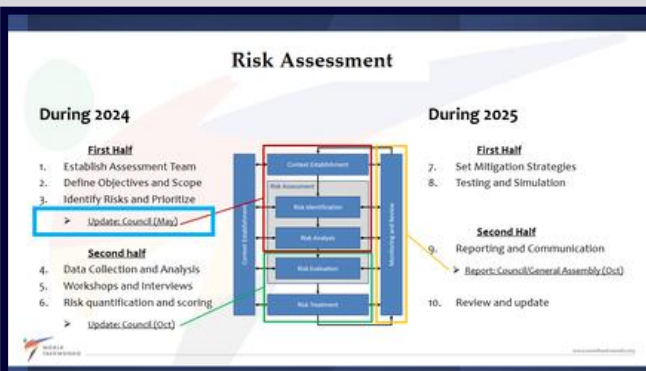 Risk Assessment
During 2024
First Half
1. Establish Assessment Team
2. Define Objectives and Scope
3. Identify Risks and Prioritize
➤ Update: Council (May)
Second half
4. Data Collection and Analysis
5. Workshops and Interviews
6. Risk quantification and scoring
➤ Update: Council (Oct)
Context Establishment
Context Establishment
Risk Assessment
Risk Identification
Risk Analysis
Risk Evaluation
Risk Treatment
Monitoring and Review
During 2025
First Half
7. Set Mitigation Strategies
8. Testing and Simulation
Second Half
9. Reporting and Communication
➤ Report: Council/General Assembly (Oct)
10. Review and update
WORLD
TAEKWONDO